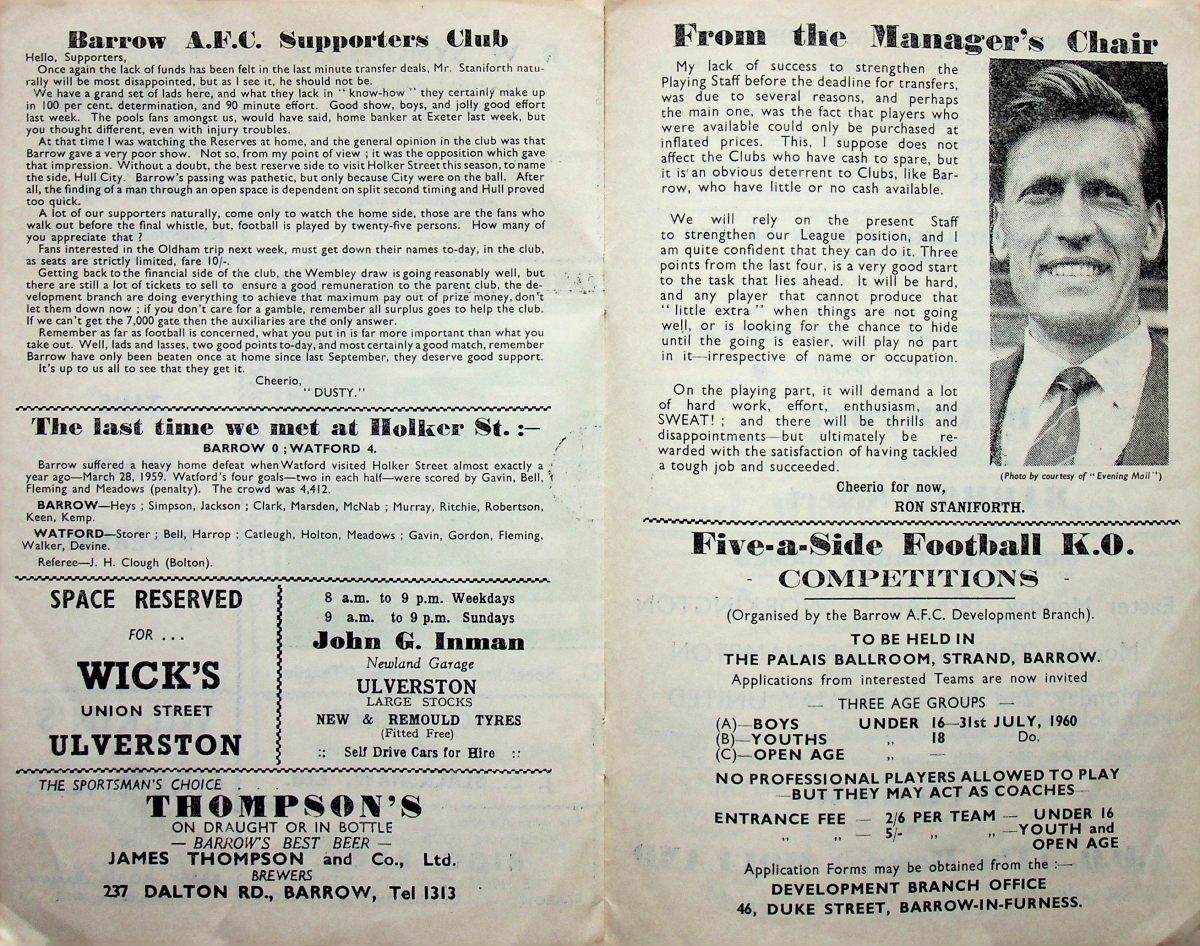 Barrow A.F.C. Supporters Club
Hello, Supporters,
Once again the lack of funds has been felt in the last minute transfer deals, Mr. Staniforth natu-
rally will be most disappointed, but as I see it, he should not be.
We have a grand set of lads here, and what they lack in "know-how" they certainly make up
in 100 per cent. determination, and 90 minute effort. Good show, boys, and jolly good effort
last week. The pools fans amongst us, would have said, home banker at Exeter last week, but
you thought different, even with injury troubles.
At that time I was watching the Reserves at home, and the general opinion in the club was that
Barrow gave a very poor show. Not so, from my point of view ; it was the opposition which gave
that impression. Without a doubt, the best reserve side to visit Holker Street this season, to name
the side, Hull City. Barrow's passing was pathetic, but only because City were on the ball. After
all, the finding of a man through an open space is dependent on split second timing and Hull proved
too quick.
A lot of our supporters naturally, come only to watch the home side, those are the fans who
walk out before the final whistle, but, football is played by twenty-five persons. How many of
you appreciate that ?
Fans interested in the Oldham trip next week, must get down their names to-day, in the club,
as seats are strictly limited, fare 10/-.
Getting back to the financial side of the club, the Wembley draw is going reasonably well, but
there are still a lot of tickets to sell to ensure a good remuneration to the parent club, the de-
velopment branch are doing everything to achieve that maximum pay out of prize money, don't
let them down now ; if you don't care for a gamble, remember all surplus goes to help the club.
If we can't get the 7,000 gate then the auxiliaries are the only answer.
Remember as far as football is concerned, what you put in is far more important than what you
take out. Well, lads and lasses, two good points to-day, and most certainly a good match, remember
Barrow have only been beaten once at home since last September, they deserve good support.
It's up to us all to see that they get it.
Cheerio,
"DUSTY."
The last time we met at Holker St. :—
BARROW 0 ; WATFORD 4.
Barrow suffered a heavy home defeat when Watford visited Holker Street almost exactly a
year ago—March 28, 1959. Watford's four goals—two in each half—were scored by Gavin, Bell,
Fleming and Meadows (penalty). The crowd was 4,412.
BARROW—Heys ; Simpson, Jackson ; Clark, Marsden, McNab ; Murray, Ritchie, Robertson,
Keen, Kemp.
WATFORD—Storer ; Bell, Harrop ; Catleugh, Holton, Meadows ; Gavin, Gordon, Fleming,
Walker, Devine.
Referee—J. H. Clough (Bolton).
SPACE RESERVED
FOR ...
WICK'S
UNION STREET
ULVERSTON
8 a.m. to 9 p.m. Weekdays
9 a.m. to 9 p.m. Sundays
John G. Inman
Newland Garage
ULVERSTON
LARGE STOCKS
NEW & REMOULD TYRES
(Fitted Free)
:: Self Drive Cars for Hire ::
THE SPORTSMAN'S CHOICE . . .
THOMPSON'S
ON DRAUGHT OR IN BOTTLE
— BARROW'S BEST BEER —
JAMES THOMPSON and Co., Ltd.
BREWERS
237 DALTON RD., BARROW, Tel 1313
From the Manager's Chair
My lack of success to strengthen the
Playing Staff before the deadline for transfers,
was due to several reasons, and perhaps
the main one, was the fact that players who
were available could only be purchased at
inflated prices. This, I suppose does not
affect the Clubs who have cash to spare, but
it is an obvious deterrent to Clubs, like Bar-
row, who have little or no cash available.
We will rely on the present Staff
to strengthen our League position, and I
am quite confident that they can do it. Three
points from the last four, is a very good start
to the task that lies ahead. It will be hard,
and any player that cannot produce that
"little extra" when things are not going
well, or is looking for the chance to hide
until the going is easier, will play no part
in it—irrespective of name or occupation.
On the playing part, it will demand a lot
of hard work, effort, enthusiasm, and
SWEAT! ; and there will be thrills and
disappointments—but ultimately be re-
warded with the satisfaction of having tackled
a tough job and succeeded.
(Photo by courtesy of "Evening Mail")
Cheerio for now,
RON STANIFORTH.
Five-a-Side Football K.O.
- COMPETITIONS -
(Organised by the Barrow A.F.C. Development Branch).
TO BE HELD IN
THE PALAIS BALLROOM, STRAND, BARROW.
Applications from interested Teams are now invited
— THREE AGE GROUPS —
(A)—BOYS UNDER 16—31st JULY, 1960
(B)—YOUTHS ,, 18 Do.
(C)—OPEN AGE ,, —
NO PROFESSIONAL PLAYERS ALLOWED TO PLAY
—BUT THEY MAY ACT AS COACHES—
ENTRANCE FEE — 2/6 PER TEAM — UNDER 16
,, ,, — 5/- ,, ,, —YOUTH and
OPEN AGE
Application Forms may be obtained from the :—
DEVELOPMENT BRANCH OFFICE
46, DUKE STREET, BARROW-IN-FURNESS.